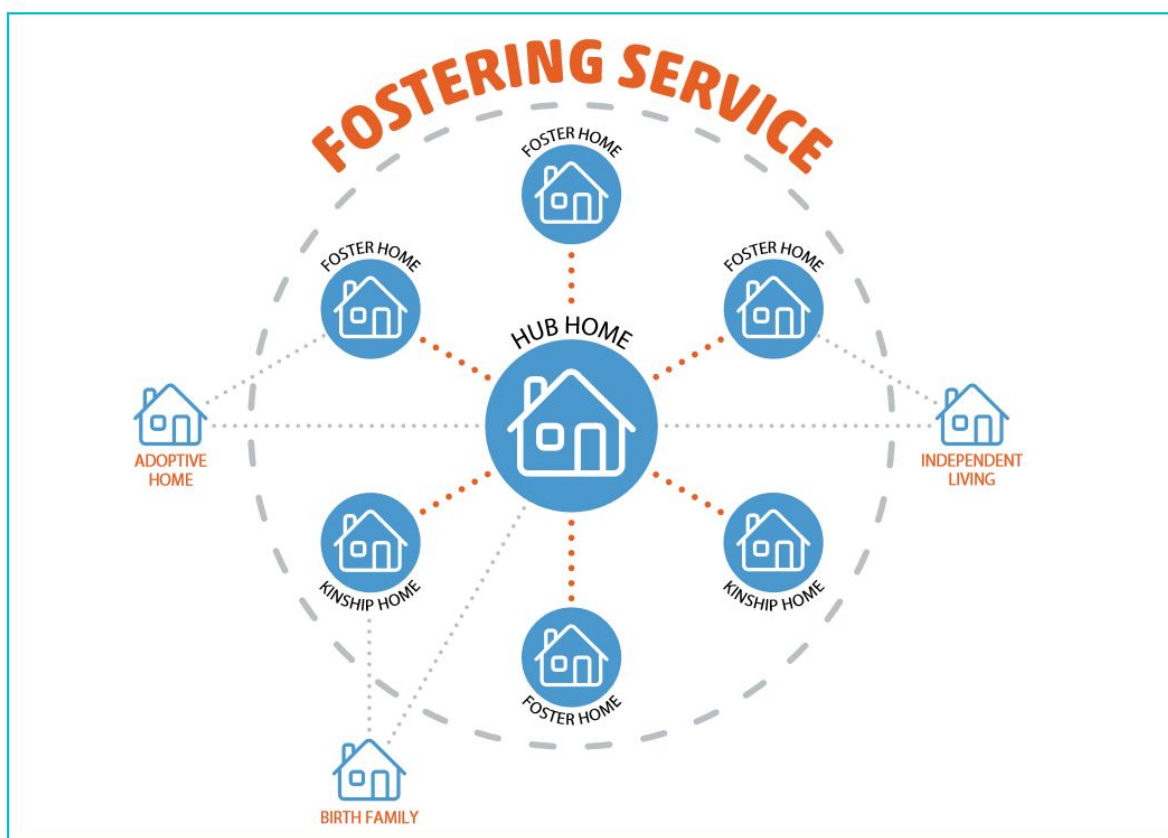 FOSTERING SERVICE
FOSTER HOME
FOSTER HOME
FOSTER HOME
HUB HOME
ADOPTIVE
HOME
INDEPENDENT
LIVING
KINSHIP HOME
KINSHIP HOME
FOSTER HOME
BIRTH FAMILY